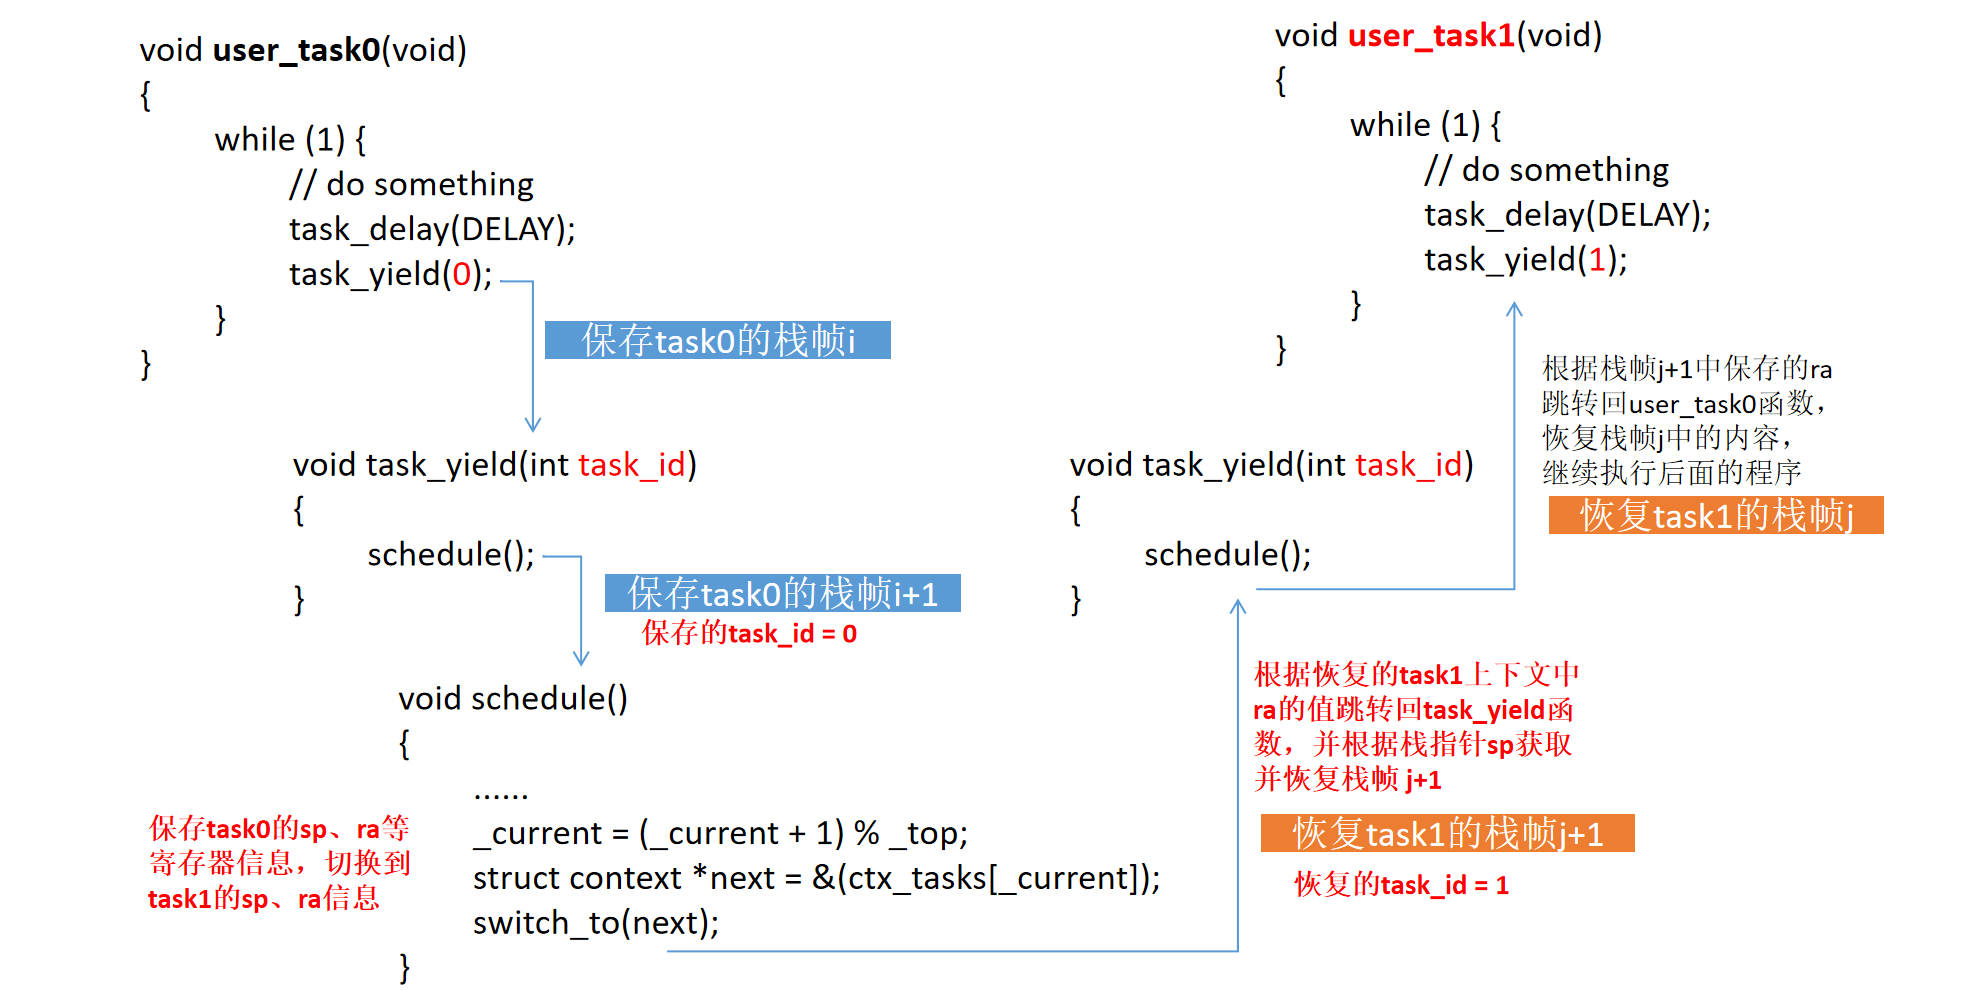 void user_task0(void)
{
while (1) {
// do something
task_delay(DELAY);
task_yield(0);
}
}
保存task0的栈帧i
void task_yield(int task_id)
{
schedule();
}
保存task0的栈帧i+1
保存的task_id = 0
void schedule()
{
......
_current = (_current + 1) % _top;
struct context *next = &(ctx_tasks[_current]);
switch_to(next);
}
保存task0的sp、ra等
寄存器信息，切换到
task1的sp、ra信息
void user_task1(void)
{
while (1) {
// do something
task_delay(DELAY);
task_yield(1);
}
}
根据栈帧j+1中保存的ra
跳转回user_task0函数，
恢复栈帧j中的内容，
继续执行后面的程序
恢复task1的栈帧j
void task_yield(int task_id)
{
schedule();
}
根据恢复的task1上下文中
ra的值跳转回task_yield函
数，并根据栈指针sp获取
并恢复栈帧 j+1
恢复task1的栈帧j+1
恢复的task_id = 1